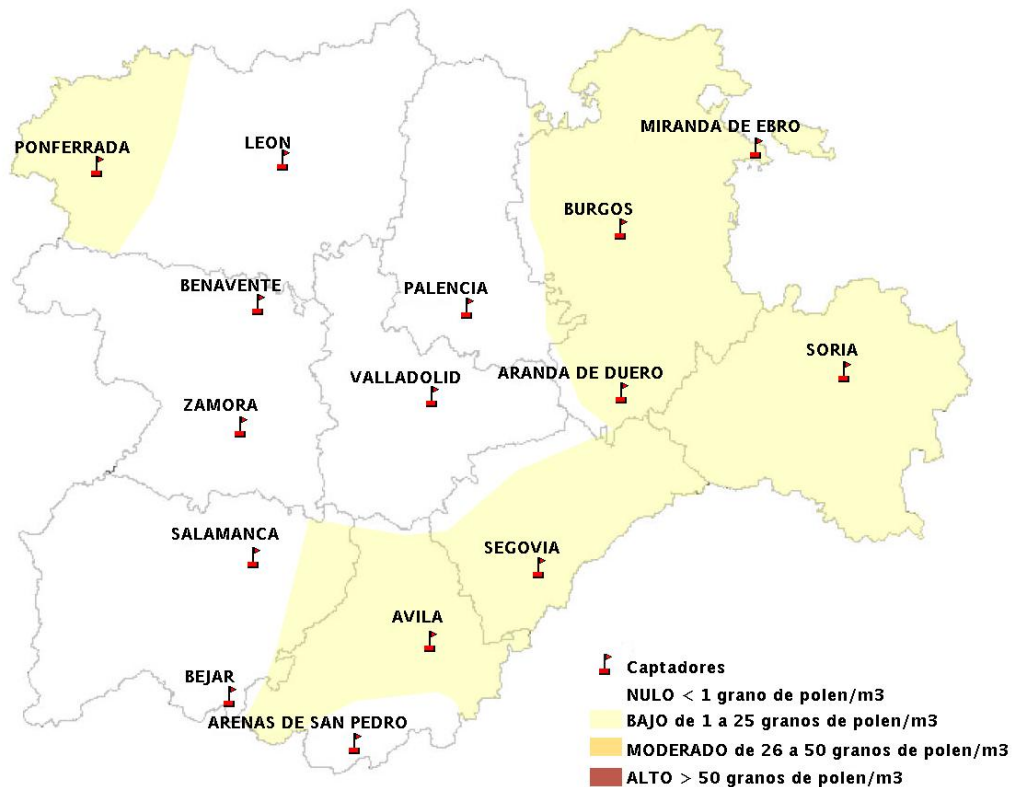 MIRANDA DE EBRO
PONFERRADA
LEON
BURGOS
BENAVENTE
PALENCIA
SORIA
VALLADOLID
ARANDA DE DUERO
ZAMORA
SALAMANCA
SEGOVIA
AVILA
BEJAR
ARENAS DE SAN PEDRO
Captadores
NULO < 1 grano de polen/m3
BAJO de 1 a 25 granos de polen/m3
MODERADO de 26 a 50 granos de polen/m3
ALTO > 50 granos de polen/m3